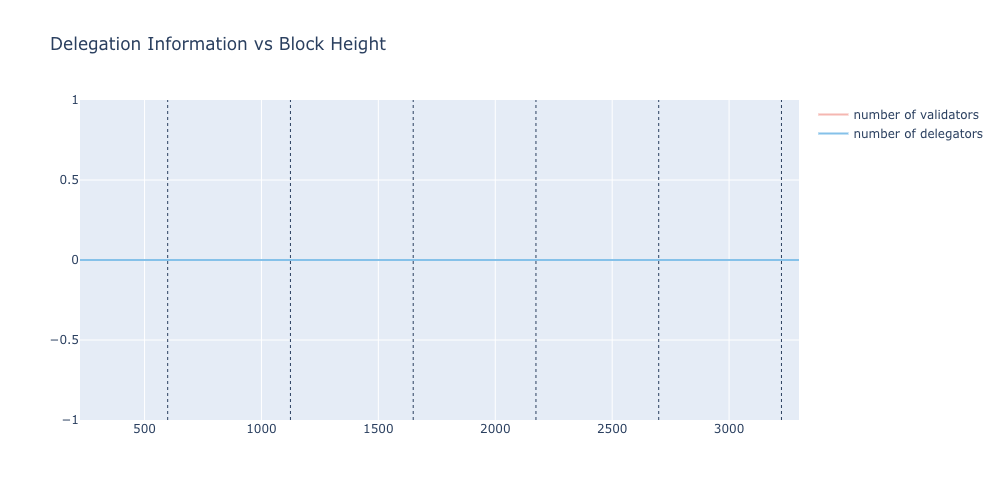 Delegation Information vs Block Height
1
0.5
0
−0.5
−1
500 1000 1500 2000 2500 3000
number of validators
number of delegators